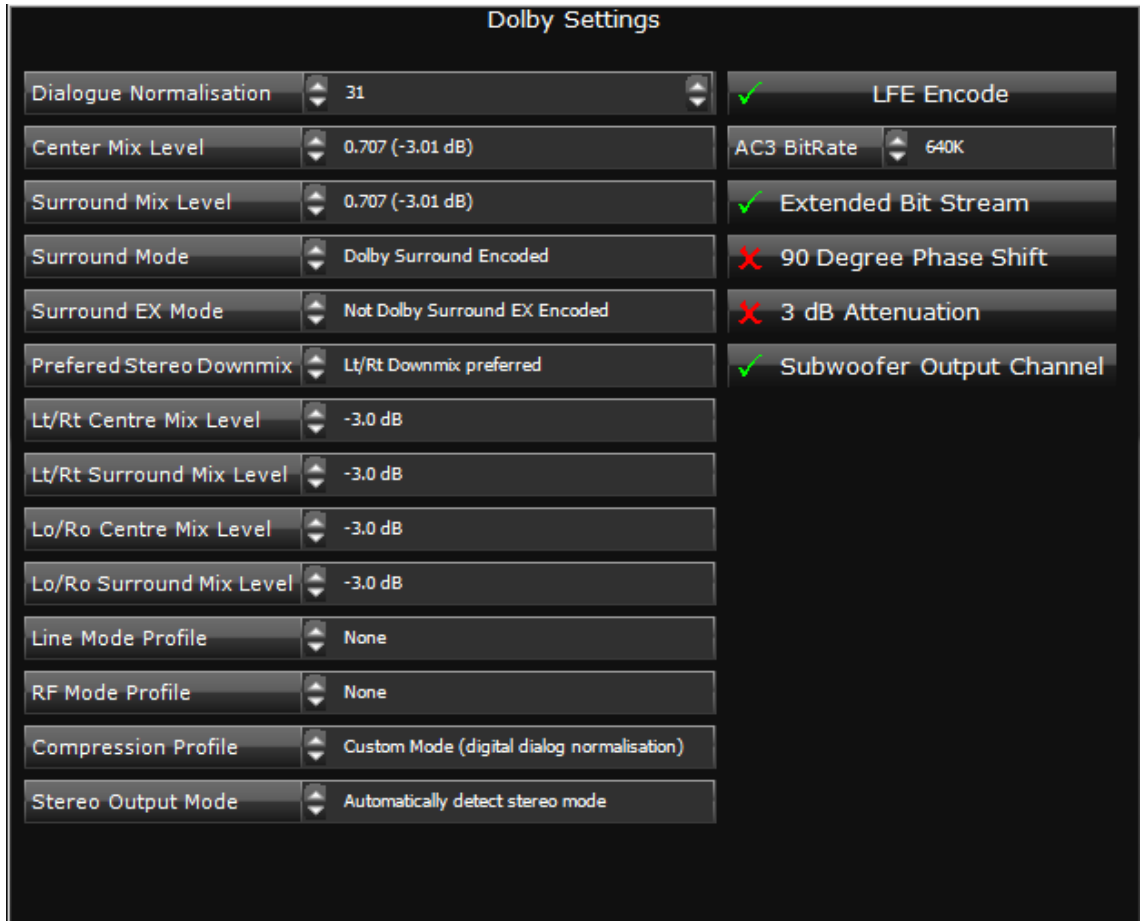 Dolby Settings
Dialogue Normalisation 31 LFE Encode
Center Mix Level 0.707 (-3.01 dB) AC3 BitRate 640K
Surround Mix Level 0.707 (-3.01 dB) Extended Bit Stream
Surround Mode Dolby Surround Encoded 90 Degree Phase Shift
Surround EX Mode Not Dolby Surround EX Encoded 3 dB Attenuation
Prefered Stereo Downmix Lt/Rt Downmix preferred Subwoofer Output Channel
Lt/Rt Centre Mix Level -3.0 dB
Lt/Rt Surround Mix Level -3.0 dB
Lo/Ro Centre Mix Level -3.0 dB
Lo/Ro Surround Mix Level -3.0 dB
Line Mode Profile None
RF Mode Profile None
Compression Profile Custom Mode (digital dialog normalisation)
Stereo Output Mode Automatically detect stereo mode